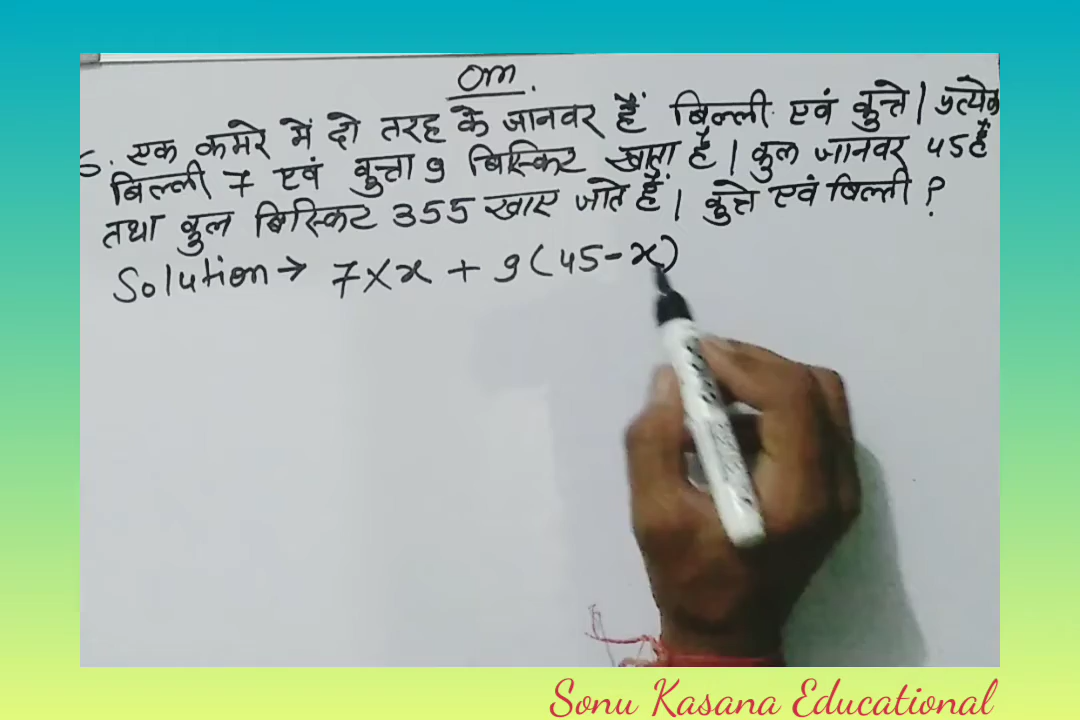 Om.
5. एक कमरे में दो तरह के जानवर हैं बिल्ली एवं कुत्ते। प्रत्येक
बिल्ली 7 एवं कुत्ता 9 बिस्किट खाता है। कुल जानवर 45 हैं
तथा कुल बिस्किट 355 खाए जाते हैं। कुत्ते एवं बिल्ली ?
Solution → 7×x + 9(45-x)
Sonu Kasana Educational